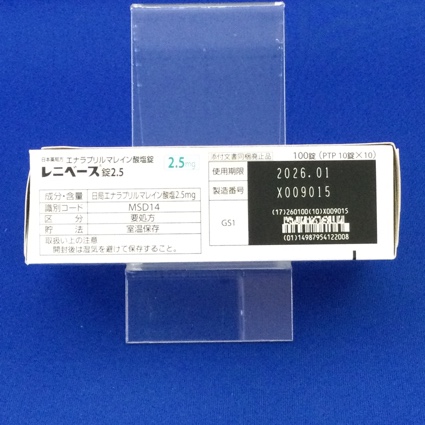 日本薬局方 エナラプリルマレイン酸塩錠
レニベース錠2.5
2.5mg
成分・含量 日局エナラプリルマレイン酸塩2.5mg
識別コード MSD14
区分 要処方
貯法 室温保存
取扱い上の注意
開封後は湿気を避けて保存すること。
添付文書同梱廃止品 100錠（PTP 10錠×10）
使用期限 2026.01
製造番号 X009015
GS1
(17)260100(10)X009015
(01)14987954122008